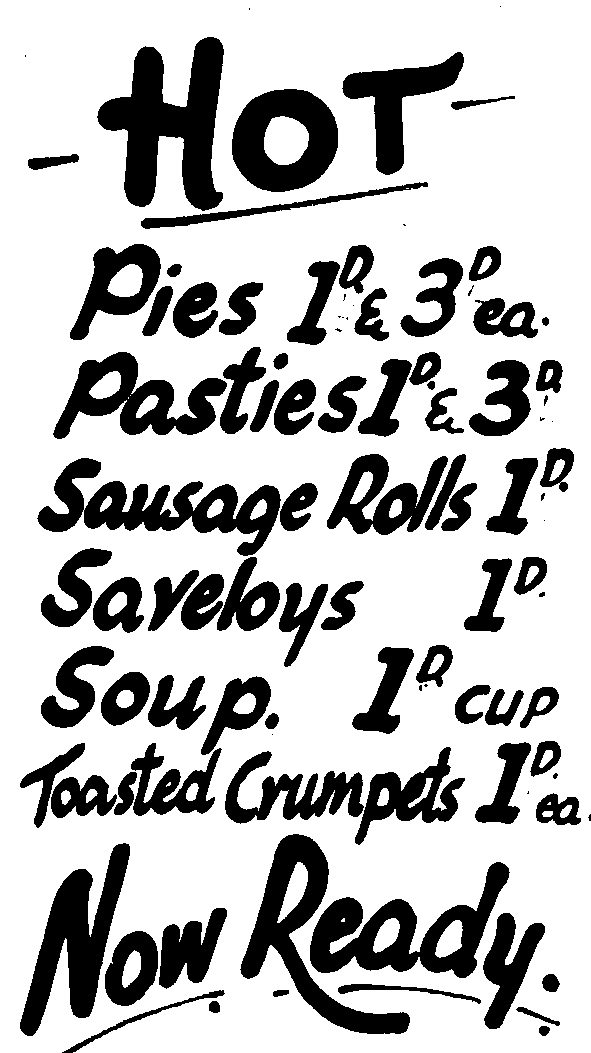 - HOT -
Pies 1D. & 3D ea.
Pasties 1D. & 3D.
Sausage Rolls 1D.
Saveloys 1D.
Soup. 1D. CUP
Toasted Crumpets 1D. ea.
Now Ready.